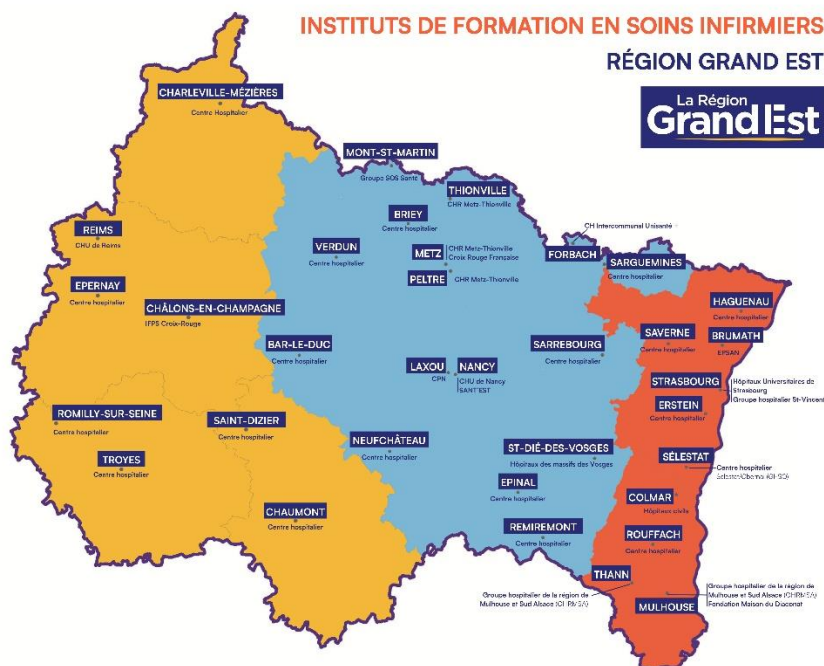 INSTITUTS DE FORMATION EN SOINS INFIRMIERS
RÉGION GRAND EST
La Région
GrandEst
CHARLEVILLE-MÉZIÈRES
Centre Hospitalier
MONT-ST-MARTIN
Groupe SOS Santé
THIONVILLE
CHR Metz-Thionville
BRIEY
Centre hospitalier
REIMS
CHU de Reims
VERDUN
Centre hospitalier
METZ
CHR Metz-Thionville
Croix Rouge Française
PELTRE
CHR Metz-Thionville
CH Intercommunal Unisanté
FORBACH
SARGUEMINES
Centre hospitalier
EPERNAY
Centre hospitalier
CHÂLONS-EN-CHAMPAGNE
IFPS Croix-Rouge
HAGUENAU
Centre hospitalier
BAR-LE-DUC
Centre hospitalier
SARREBOURG
Centre hospitalier
SAVERNE
Centre hospitalier
BRUMATH
EPSAN
LAXOU
CPN
NANCY
CHU de Nancy
SANT'EST
STRASBOURG
Hôpitaux Universitaires de
Strasbourg
Groupe hospitalier St-Vincent
ERSTEIN
Centre hospitalier
ROMILLY-SUR-SEINE
Centre hospitalier
SAINT-DIZIER
Centre hospitalier
TROYES
Centre hospitalier
NEUFCHÂTEAU
Centre hospitalier
ST-DIÉ-DES-VOSGES
Hôpitaux des massifs des Vosges
SÉLESTAT
Centre hospitalier
EPINAL
Centre hospitalier
COLMAR
Hôpitaux civils
CHAUMONT
Centre hospitalier
REMIREMONT
Centre hospitalier
ROUFFACH
Centre hospitalier
THANN
Groupe hospitalier de la région de
Mulhouse et Sud Alsace (GHRMSA)
MULHOUSE
Groupe hospitalier de la région de
Mulhouse et Sud Alsace (GHRMSA)
Fondation Maison du Diaconat